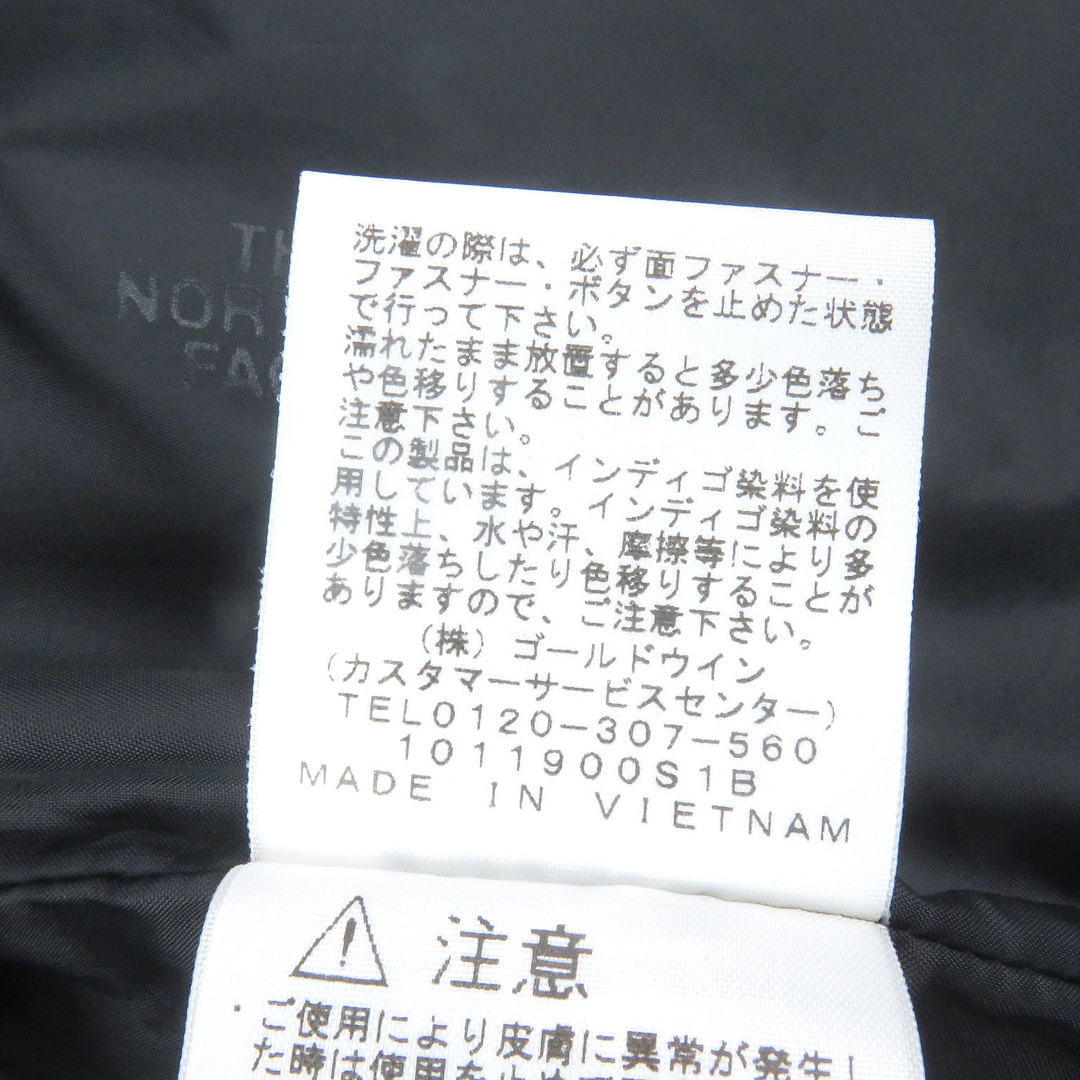 THE
NORTH
FACE
洗濯の際は、必ず面ファスナー・
ファスナー・ボタンを止めた状態
で行って下さい。
濡れたまま放置すると多少色落ち
や色移りすることがあります。ご
注意下さい。
この製品は、インディゴ染料を使
用しています。インディゴ染料の
特性上、水や汗、摩擦等により多
少色落ちしたり色移りすることが
ありますので、ご注意下さい。
(株)ゴールドウイン
(カスタマーサービスセンター)
TEL0120-307-560
1011900S1B
MADE IN VIETNAM
注意
・ご使用により皮膚に異常が発生し
た時は使用を